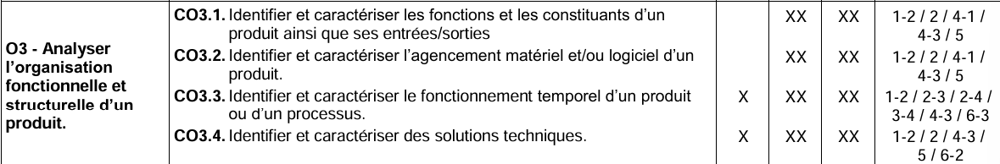 O3 - Analyser
l'organisation
fonctionnelle et
structurelle d'un
produit.
CO3.1. Identifier et caractériser les fonctions et les constituants d'un
produit ainsi que ses entrées/sorties
XX XX 1-2 / 2 / 4-1 /
4-3 / 5
CO3.2. Identifier et caractériser l'agencement matériel et/ou logiciel d'un
produit.
XX XX 1-2 / 2 / 4-1 /
4-3 / 5
CO3.3. Identifier et caractériser le fonctionnement temporel d'un produit
ou d'un processus.
X XX XX 1-2 / 2-3 / 2-4 /
3-4 / 4-3 / 6-3
CO3.4. Identifier et caractériser des solutions techniques.
X XX XX 1-2 / 2 / 4-3 /
5 / 6-2